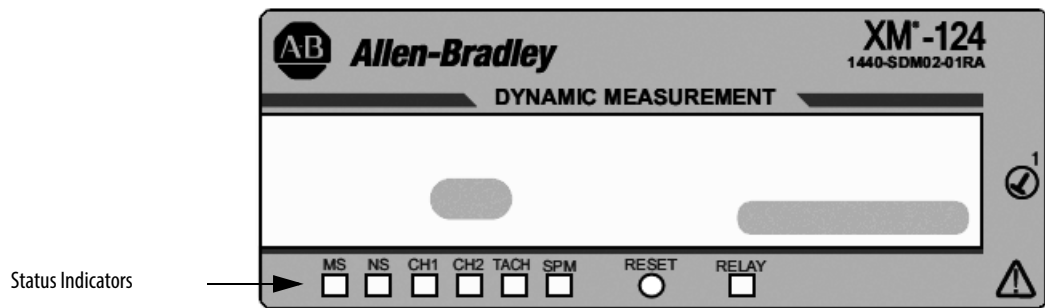 A·B Allen-Bradley
XM®-124
1440-SDM02-01RA
DYNAMIC MEASUREMENT
1
MS NS CH1 CH2 TACH SPM RESET RELAY
Status Indicators